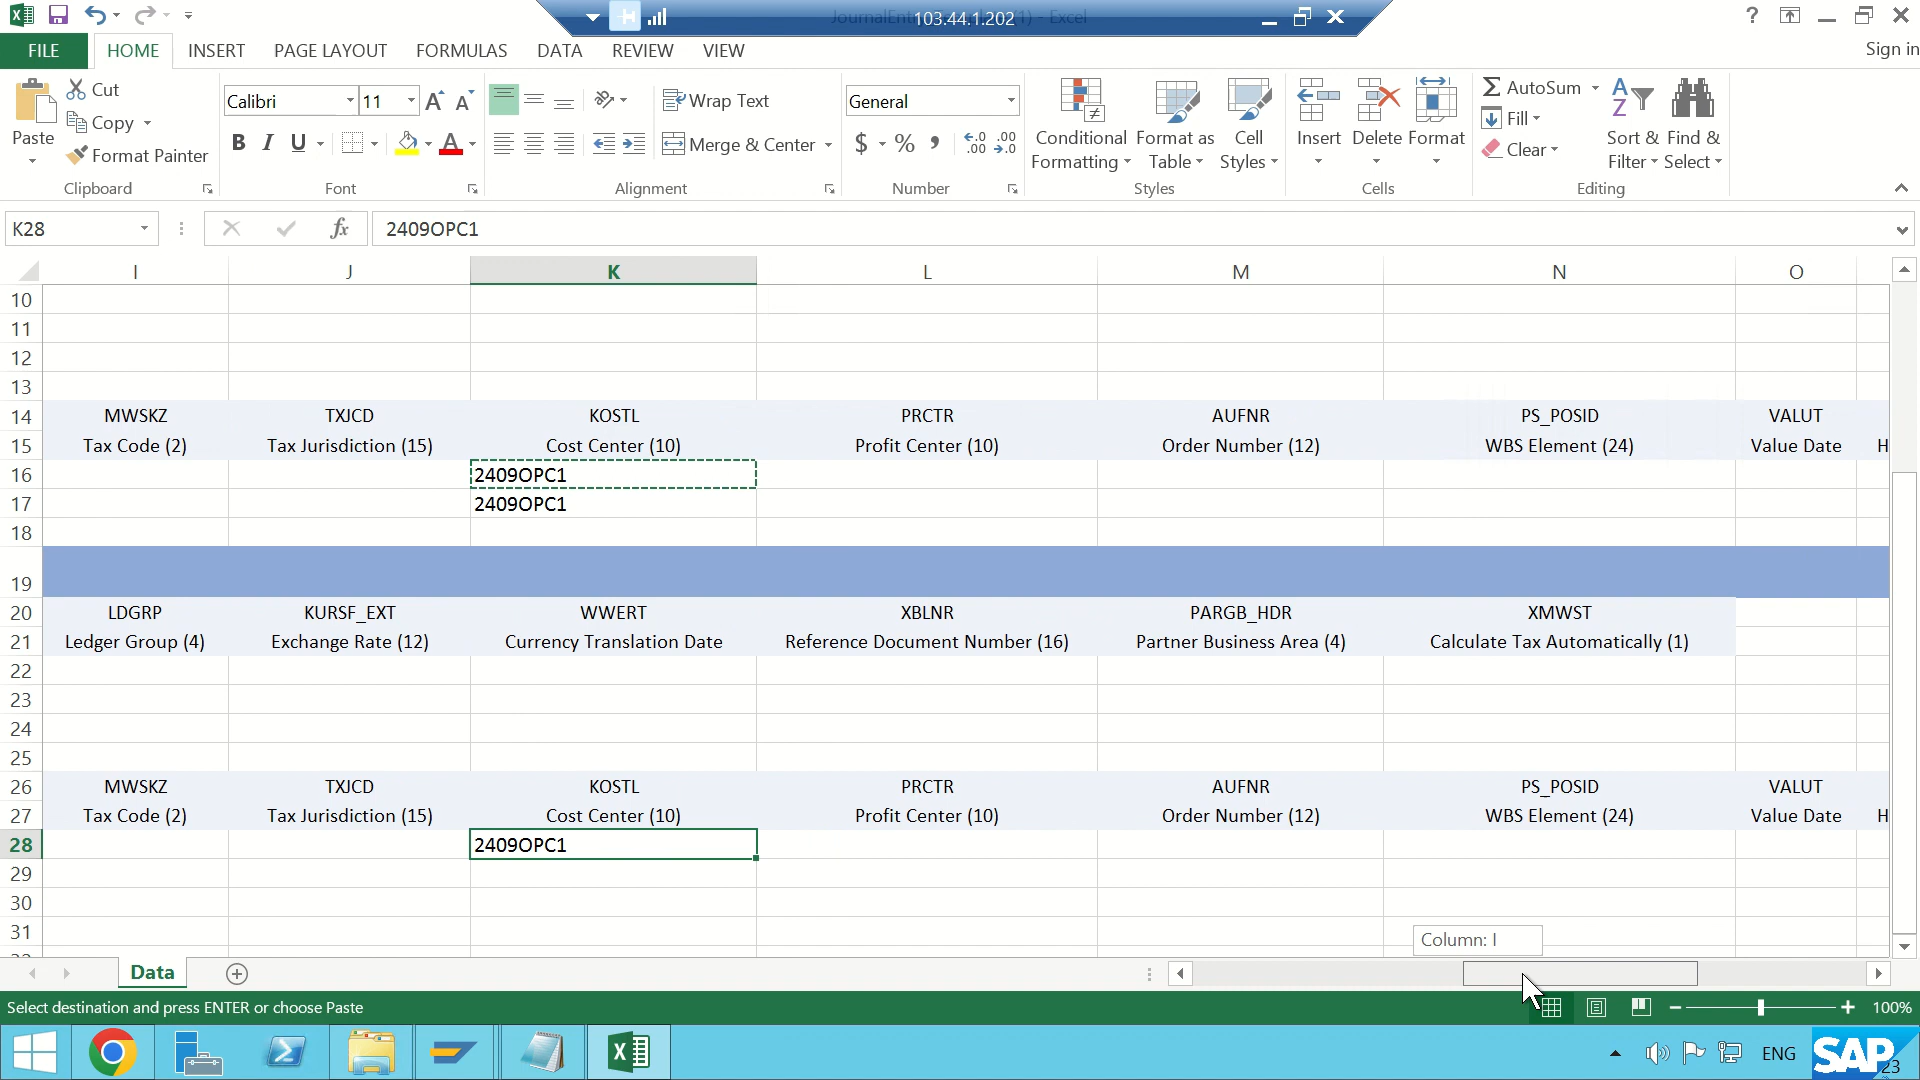 JournalEnt 1) - Excel
103.44.1.202
Sign in
FILE HOME INSERT PAGE LAYOUT FORMULAS DATA REVIEW VIEW
Paste Cut Copy Format Painter
Clipboard
Calibri 11
B I U A
Font
Wrap Text
Merge & Center
Alignment
General
$ % ,
Number
Conditional Formatting
Format as Table
Cell Styles
Styles
Insert Delete Format
Cells
AutoSum
Fill
Clear
Sort & Filter
Find & Select
Editing
K28 fx 2409OPC1
I J K L M N O
10
11
12
13
14 MWSKZ TXJCD KOSTL PRCTR AUFNR PS_POSID VALUT
15 Tax Code (2) Tax Jurisdiction (15) Cost Center (10) Profit Center (10) Order Number (12) WBS Element (24) Value Date H
16 2409OPC1
17 2409OPC1
18
19
20 LDGRP KURSF_EXT WWERT XBLNR PARGB_HDR XMWST
21 Ledger Group (4) Exchange Rate (12) Currency Translation Date Reference Document Number (16) Partner Business Area (4) Calculate Tax Automatically (1)
22
23
24
25
26 MWSKZ TXJCD KOSTL PRCTR AUFNR PS_POSID VALUT
27 Tax Code (2) Tax Jurisdiction (15) Cost Center (10) Profit Center (10) Order Number (12) WBS Element (24) Value Date H
28 2409OPC1
29
30
31
Column: I
Data
Select destination and press ENTER or choose Paste 100%
ENG SAP 23